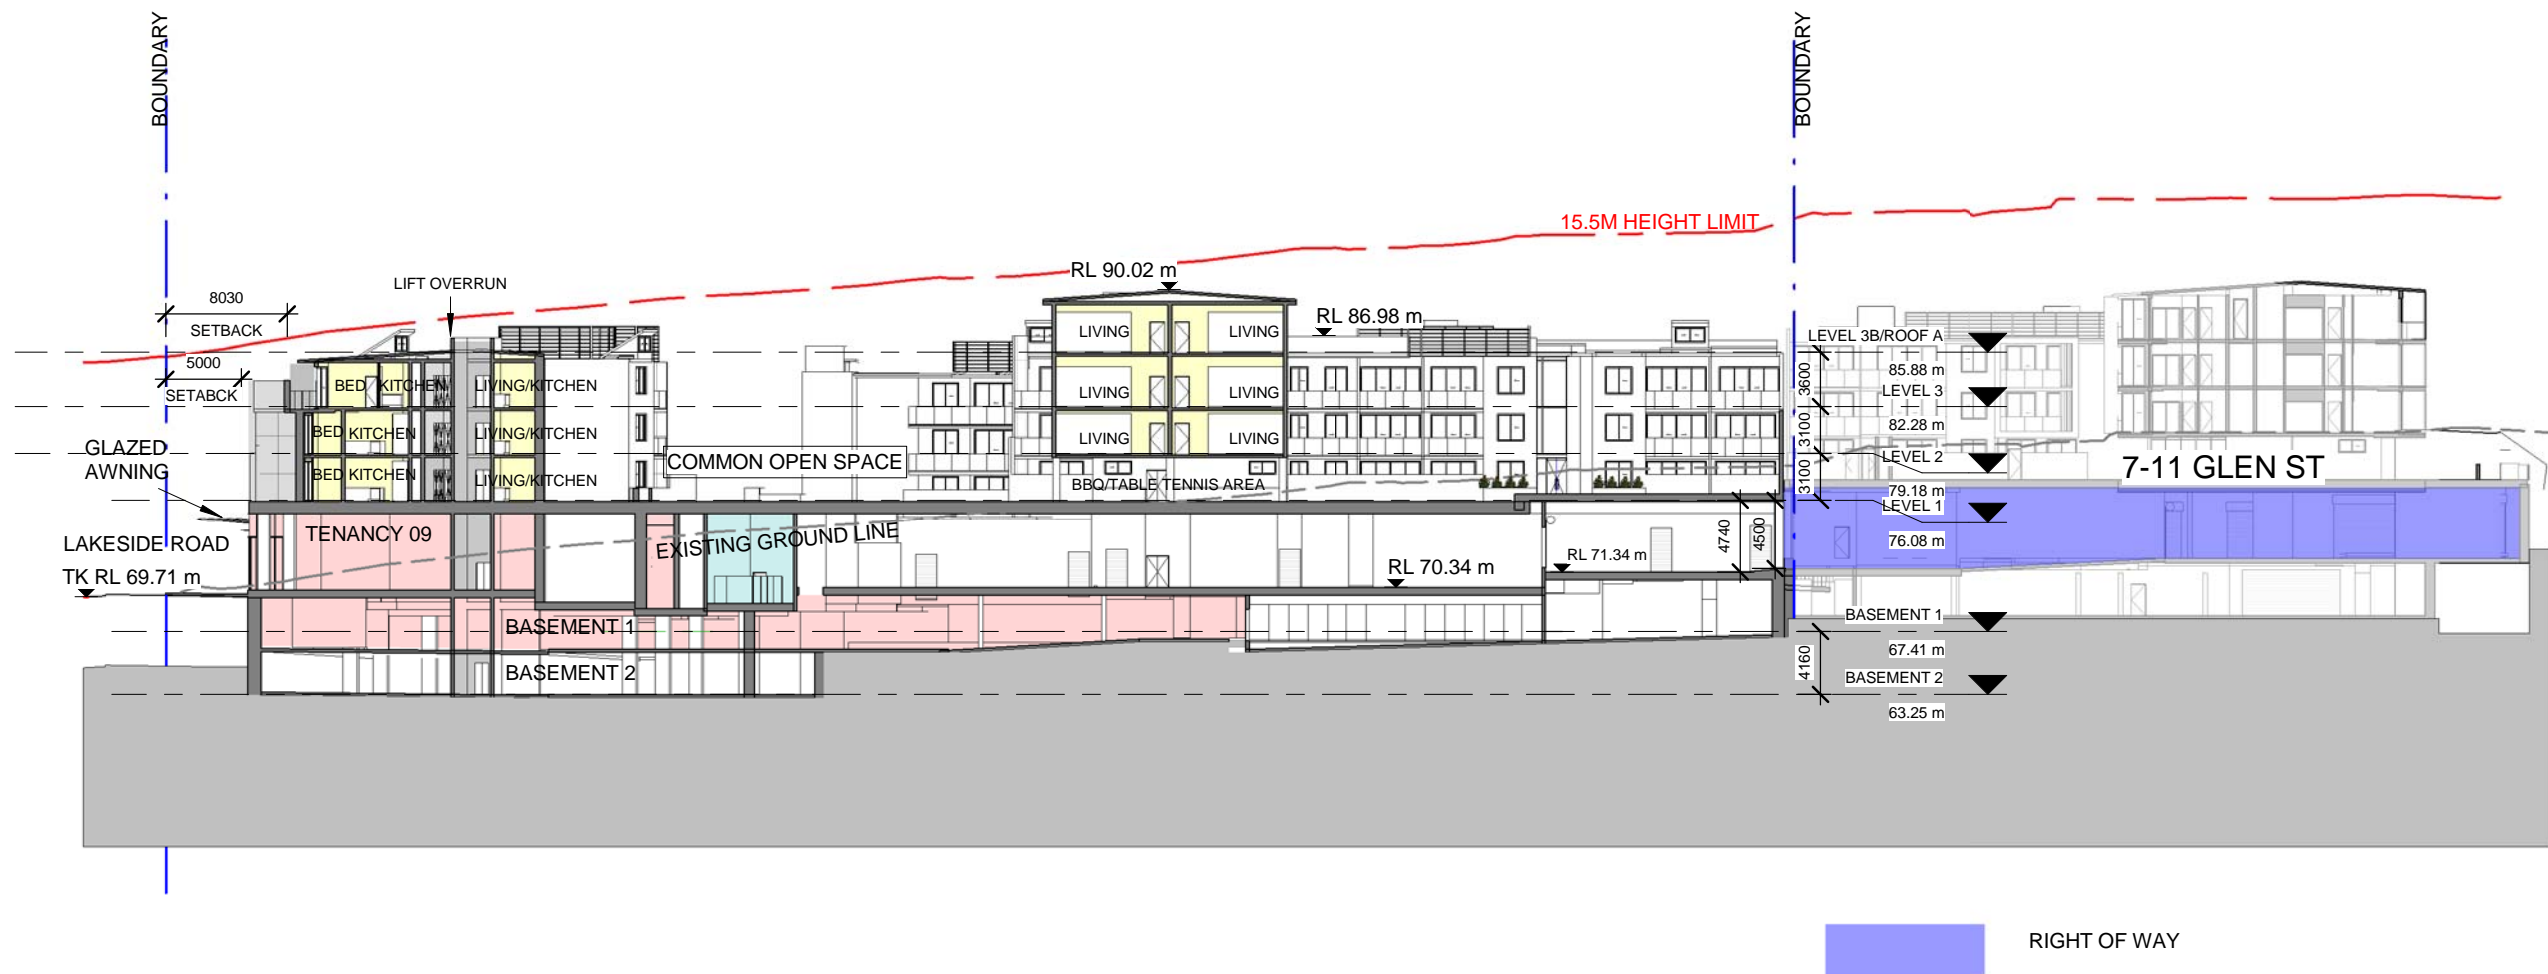 BOUNDARY
BOUNDARY
15.5M HEIGHT LIMIT
RL 90.02 m
LIFT OVERRUN
8030
SETBACK
RL 86.98 m
LEVEL 3B/ROOF A
85.88 m
5000
SETABCK
BED KITCHEN LIVING/KITCHEN
LIVING LIVING
3600
LEVEL 3
82.28 m
LIVING LIVING
BED KITCHEN LIVING/KITCHEN
LIVING LIVING
3100
LEVEL 2
79.18 m
GLAZED
AWNING
COMMON OPEN SPACE
7-11 GLEN ST
BED KITCHEN LIVING/KITCHEN
BBQ/TABLE TENNIS AREA
3100
LEVEL 1
76.08 m
TENANCY 09
EXISTING GROUND LINE
4740
4500
LAKESIDE ROAD
TK RL 69.71 m
RL 70.34 m
RL 71.34 m
BASEMENT 1
BASEMENT 1
67.41 m
4160
BASEMENT 2
BASEMENT 2
63.25 m
RIGHT OF WAY